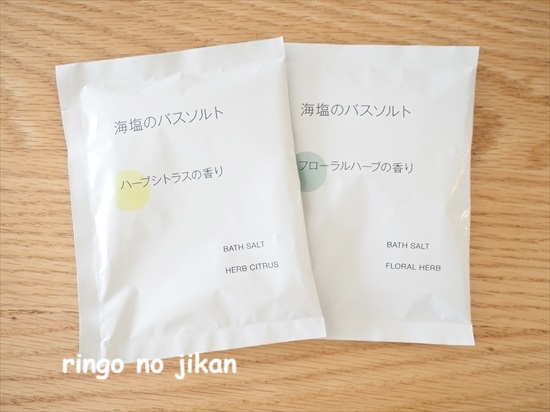 海塩のバスソルト
ハーブシトラスの香り
BATH SALT
HERB CITRUS
海塩のバスソルト
フローラルハーブの香り
BATH SALT
FLORAL HERB
ringo no jikan